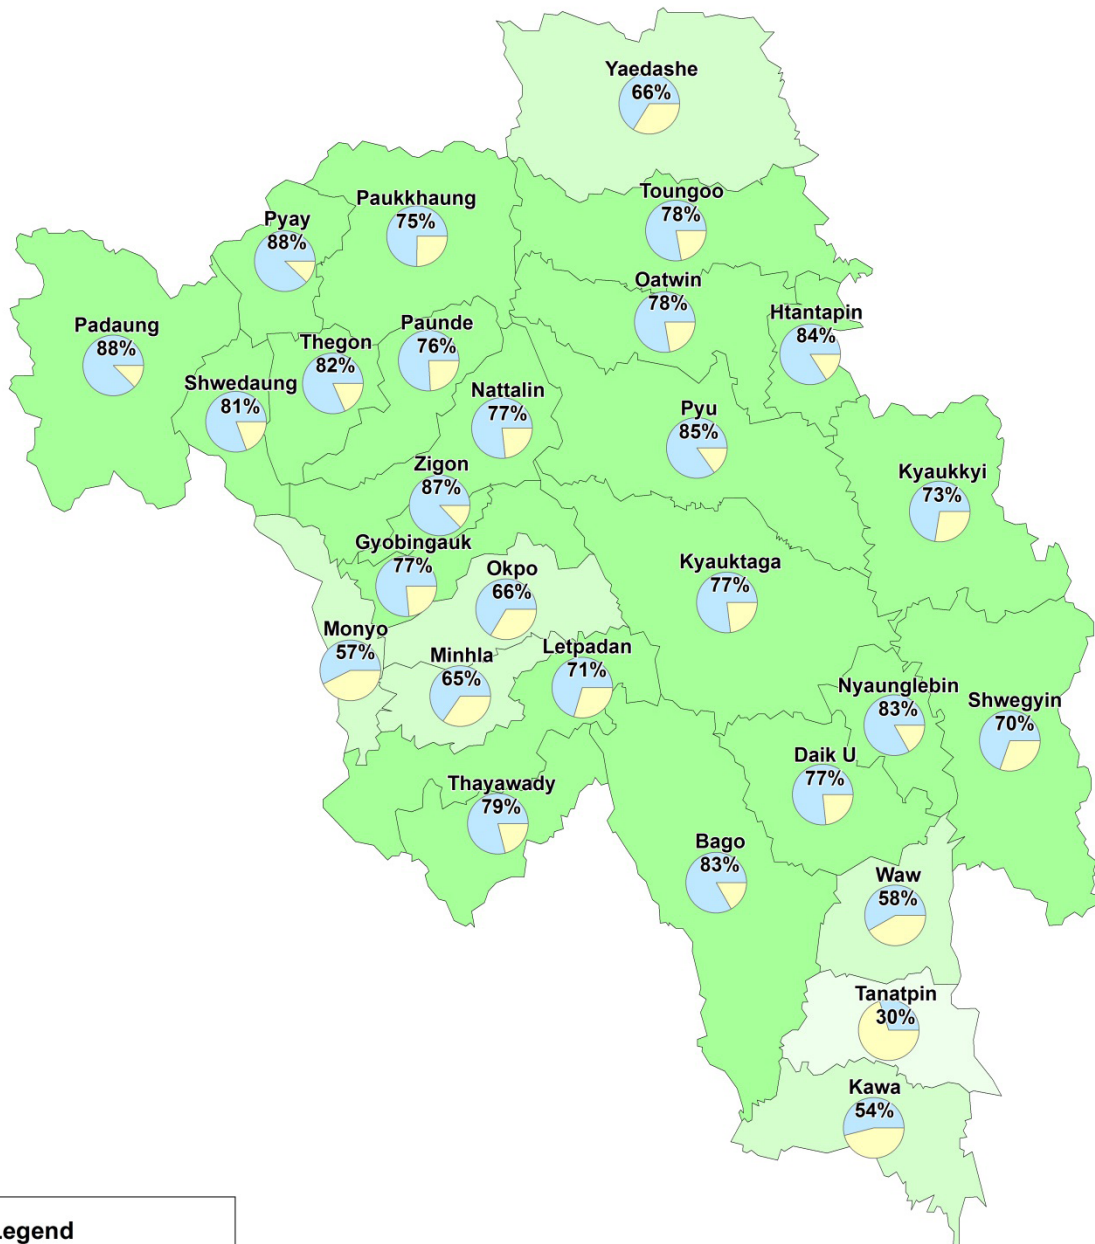 Yaedashe
66%
Toungoo
78%
Paukkhaung
75%
Pyay
88%
Oatwin
78%
Htantapin
84%
Padaung
88%
Paunde
76%
Thegon
82%
Shwedaung
81%
Nattalin
77%
Pyu
85%
Kyaukkyi
73%
Zigon
87%
Gyobingauk
77%
Okpo
66%
Kyauktaga
77%
Monyo
57%
Minhla
65%
Letpadan
71%
Nyaunglebin
83%
Shwegyin
70%
Daik U
77%
Thayawady
79%
Bago
83%
Waw
58%
Tanatpin
30%
Kawa
54%
Legend